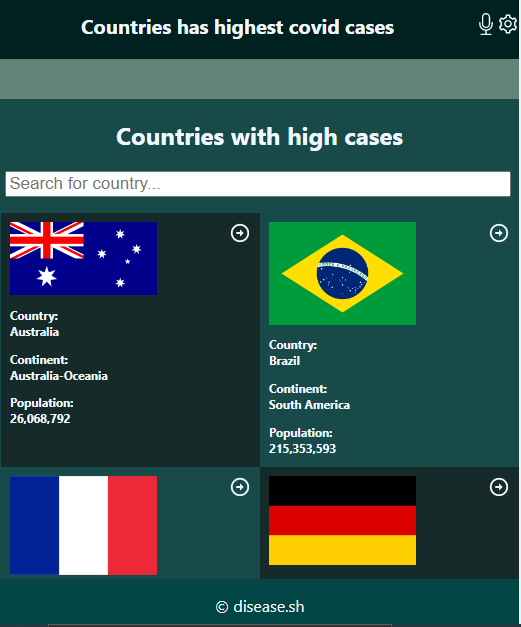 Countries has highest covid cases
Countries with high cases
Search for country...
Country:
Australia
Continent:
Australia-Oceania
Population:
26,068,792
Country:
Brazil
Continent:
South America
Population:
215,353,593
© disease.sh